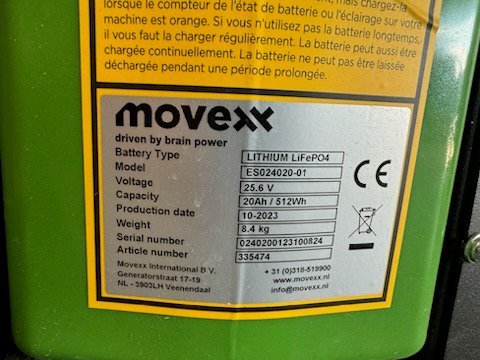 lorsque le compteur de l'état de batterie ou l'éclairage sur votre
machine est orange. Si vous n'utilisez pas la batterie longtemps,
il vous faut la charger régulièrement. La batterie peut aussi être
chargée continuellement. La batterie ne peut pas être laissée
déchargée pendant une période prolongée.
movexx
driven by brain power
Battery Type LITHIUM LiFePO4
Model ES024020-01
Voltage 25.6 V
Capacity 20Ah / 512Wh
Production date 10-2023
Weight 8.4 kg
Serial number 0240200123100824
Article number 335474
CE
Movexx International B.V.
Generatorstraat 17-19
NL - 3903LH Veenendaal
+ 31 (0)318-519900
www.movexx.nl
info@movexx.nl